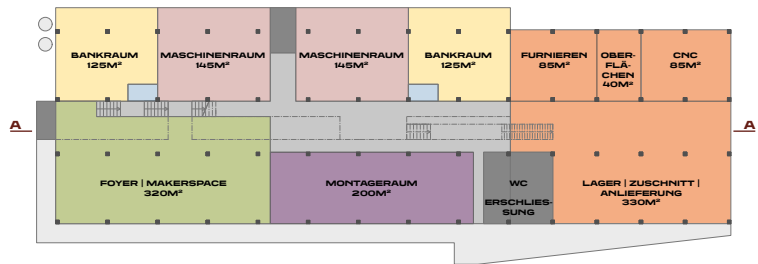 BANKRAUM
125M²
MASCHINENRAUM
145M²
MASCHINENRAUM
145M²
BANKRAUM
125M²
FURNIEREN
85M²
OBER-
FLÄ-
CHEN
40M²
CNC
85M²
A
A
FOYER | MAKERSPACE
320M²
MONTAGERAUM
200M²
WC
ERSCHLIES-
SUNG
LAGER | ZUSCHNITT |
ANLIEFERUNG
330M²